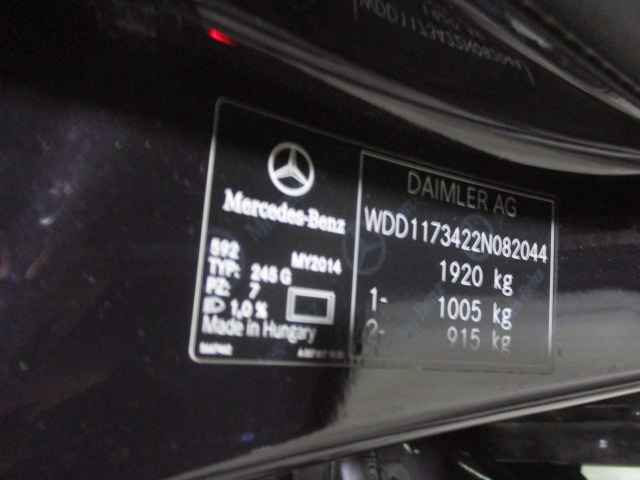 Mercedes-Benz
592 MY2014
TYP: 245 G
PZ: 7
1,0 %
Made in Hungary
DAIMLER AG
WDD1173422N082044
1920 kg
1- 1005 kg
2- 915 kg